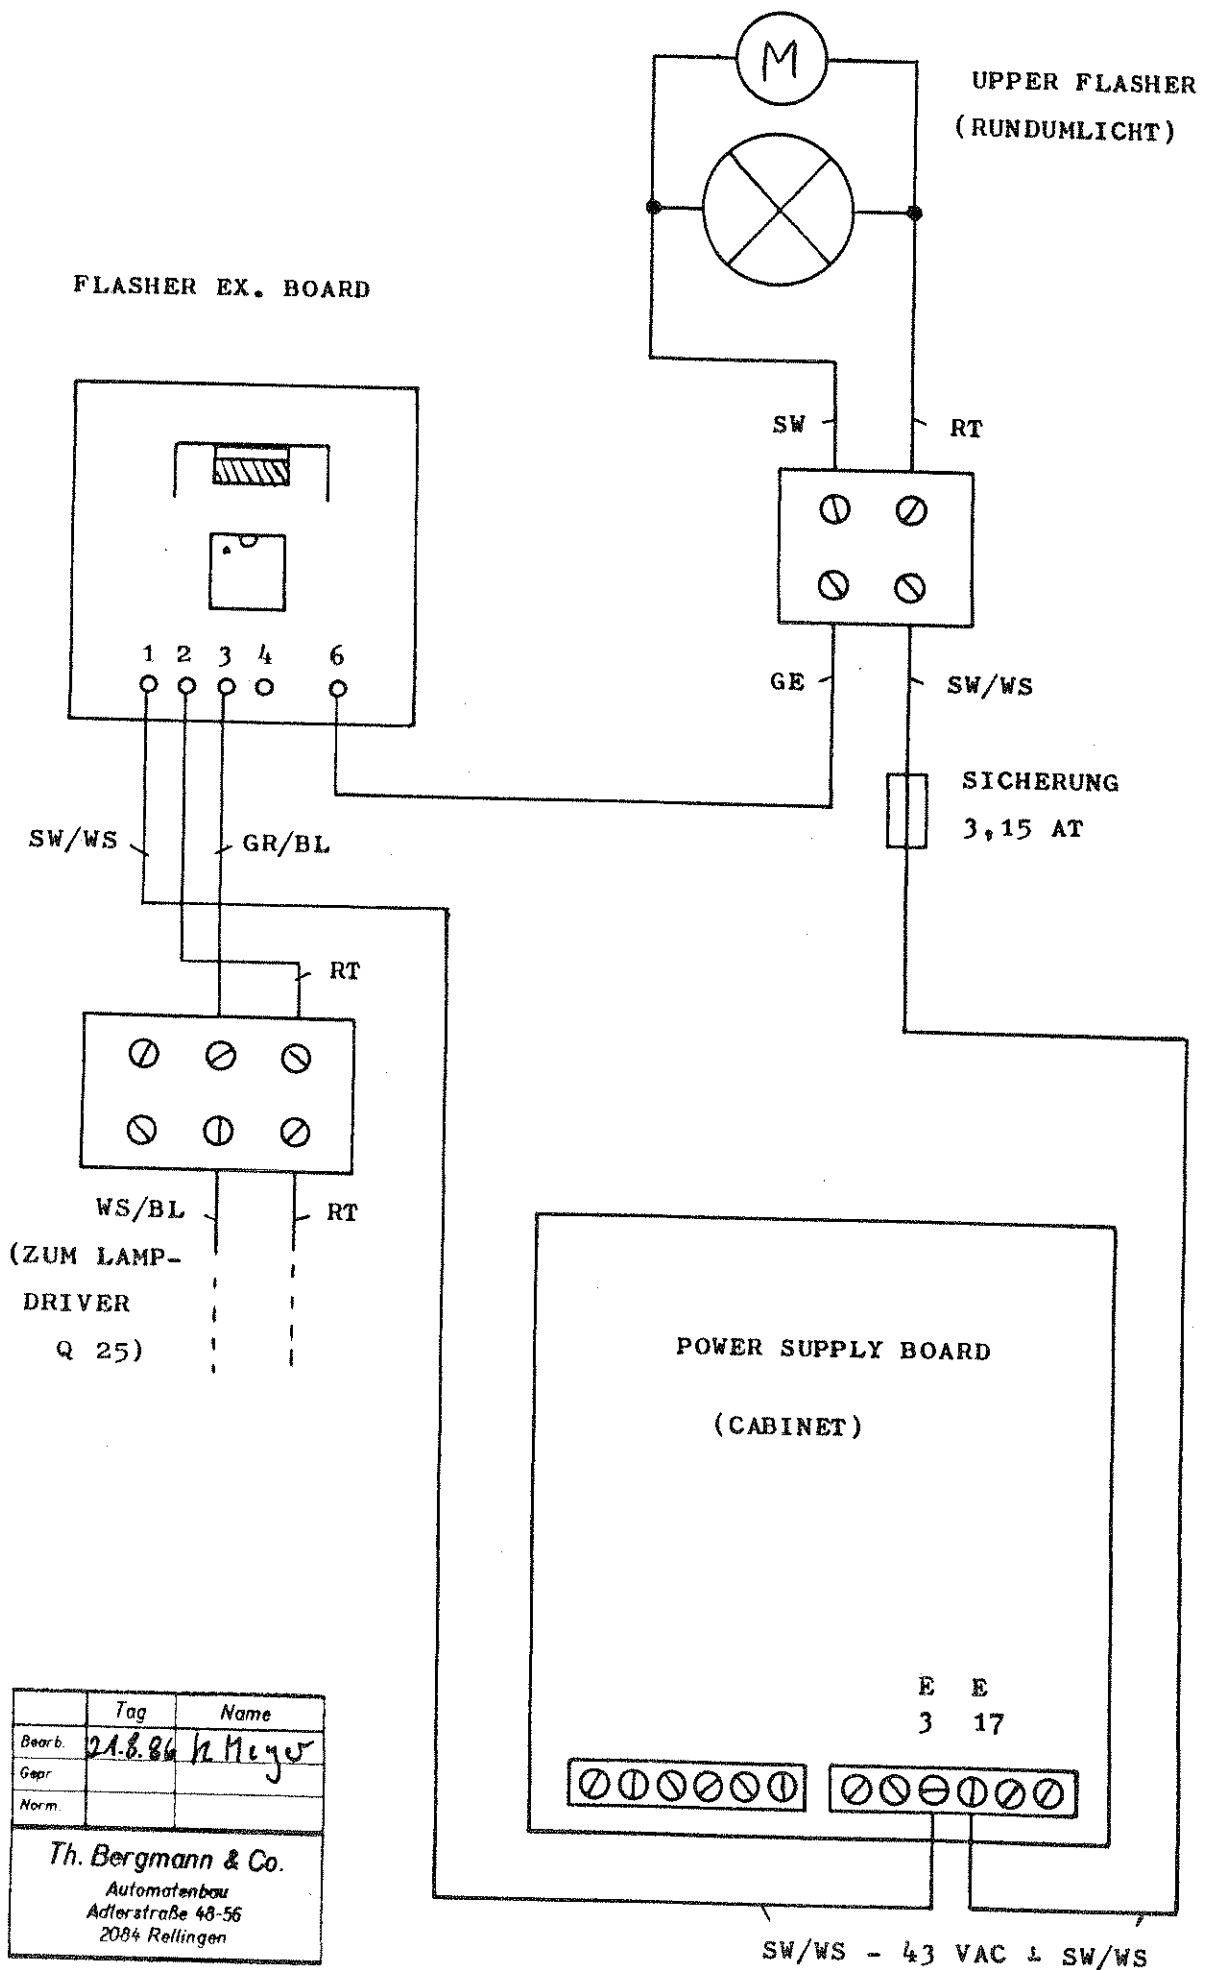 M
UPPER FLASHER
(RUNDUMLICHT)
FLASHER EX. BOARD
SW
RT
1 2 3 4 6
GE
SW/WS
SICHERUNG
3,15 AT
SW/WS
GR/BL
RT
WS/BL
RT
(ZUM LAMP-
DRIVER
Q 25)
POWER SUPPLY BOARD
(CABINET)
E E
3 17
Tag Name
Bearb. 21.8.86 Meyer
Gepr
Norm.
Th. Bergmann & Co.
Automatenbau
Adlerstraße 48-56
2084 Rellingen
SW/WS - 43 VAC ⊥ SW/WS